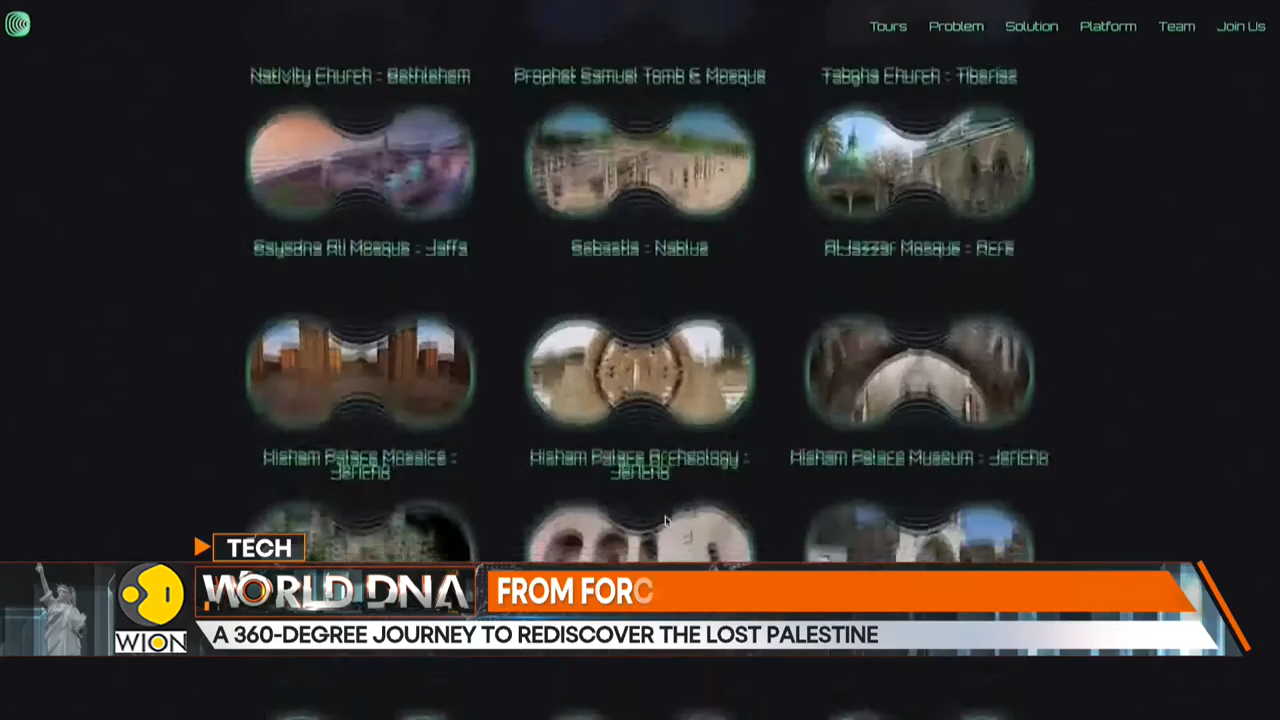 Tours Problem Solution Platform Team Join Us
Nativity Church - Bethlehem
Prophet Samuel Tomb & Mosque
Tabgha Church - Tiberias
Sayedna Ali Mosque - Jaffa
Sebastia - Nablus
Al Jazzar Mosque - Acre
Hisham Palace Mosaics -
Jericho
Hisham Palace Archeology -
Jericho
Hisham Palace Museum - Jericho
TECH
WORLD DNA
FROM FORC
WION
A 360-DEGREE JOURNEY TO REDISCOVER THE LOST PALESTINE